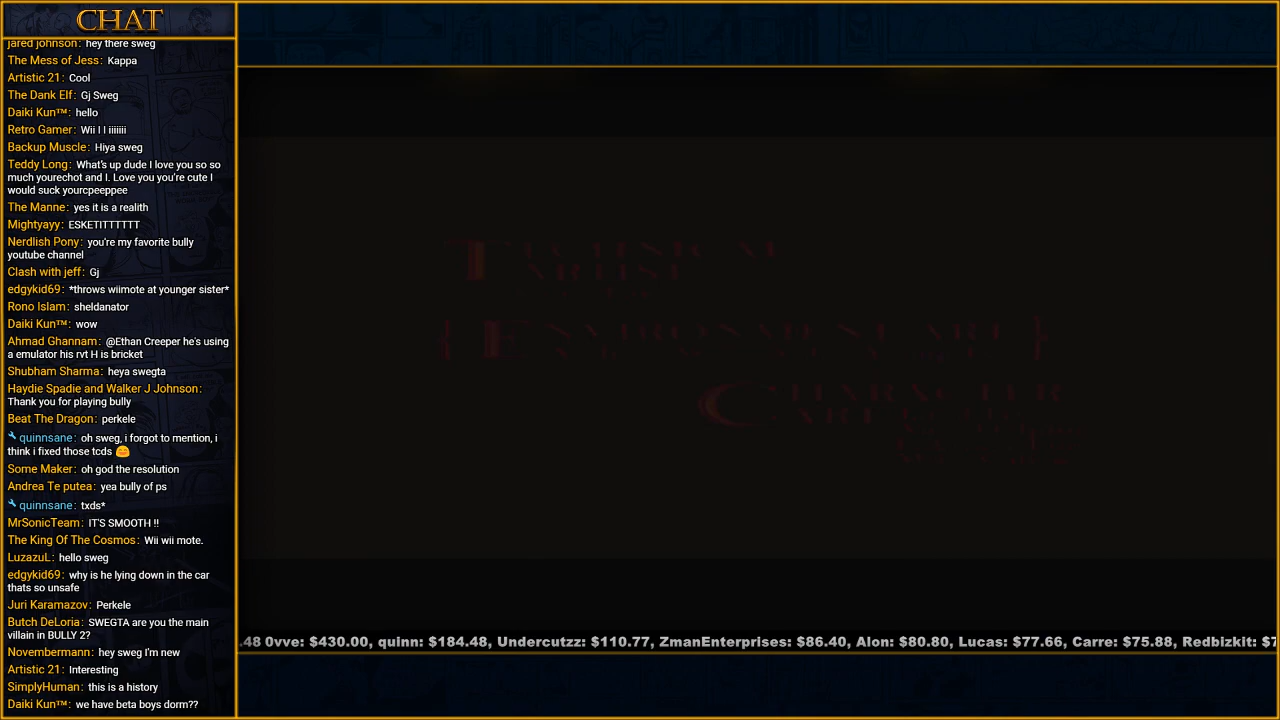 CHAT
jared johnson: hey there sweg
The Mess of Jess: Kappa
Artistic 21: Cool
The Dank Elf: Gj Sweg
Daiki Kun™: hello
Retro Gamer: Wii I I iiiiiii
Backup Muscle: Hiya sweg
Teddy Long: What's up dude I love you so so
much yourechot and I. Love you you're cute I
would suck yourcpeeppee
The Manne: yes it is a realith
Mightyayy: ESKETITTTTTT
Nerdlish Pony: you're my favorite bully
youtube channel
Clash with jeff: Gj
edgykid69: *throws wiimote at younger sister*
Rono Islam: sheldanator
Daiki Kun™: wow
Ahmad Ghannam: @Ethan Creeper he's using
a emulator his rvt H is bricket
Shubham Sharma: heya swegta
Haydie Spadie and Walker J Johnson:
Thank you for playing bully
Beat The Dragon: perkele
quinnsane: oh sweg, i forgot to mention, i
think i fixed those tcds 😊
Some Maker: oh god the resolution
Andrea Te putea: yea bully of ps
quinnsane: txds*
MrSonicTeam: IT'S SMOOTH !!
The King Of The Cosmos: Wii wii mote.
LuzazuL: hello sweg
edgykid69: why is he lying down in the car
thats so unsafe
Juri Karamazov: Perkele
Butch DeLoria: SWEGTA are you the main
villain in BULLY 2?
Novembermann: hey sweg I'm new
Artistic 21: Interesting
SimplyHuman: this is a history
Daiki Kun™: we have beta boys dorm??
TECHNICAL
ARTIST
{ ENVIRONMENT ART }
CHARACTER
ART
.48 0vve: $430.00, quinn: $184.48, Undercutzz: $110.77, ZmanEnterprises: $86.40, Alon: $80.80, Lucas: $77.66, Carre: $75.88, Redbizkit: $7